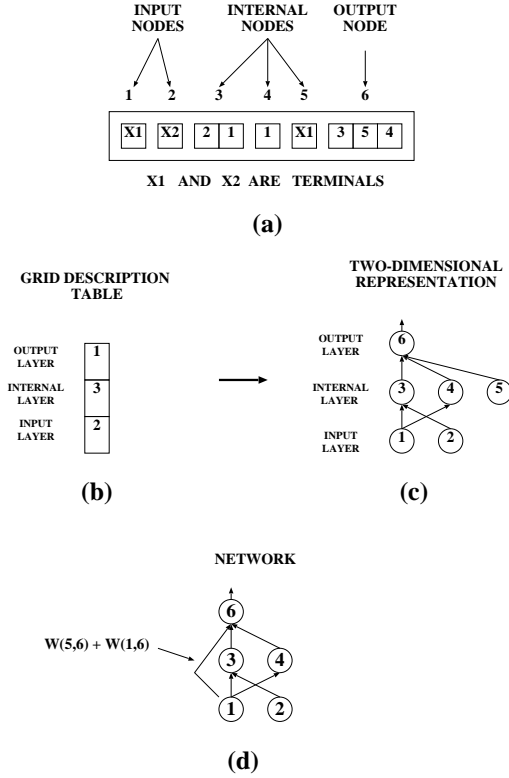 INPUT NODES
INTERNAL NODES
OUTPUT NODE
1 2 3 4 5 6
X1 X2 2 1 1 X1 3 5 4
X1 AND X2 ARE TERMINALS
(a)
GRID DESCRIPTION
TABLE
OUTPUT LAYER 1
INTERNAL LAYER 3
INPUT LAYER 2
(b)
TWO-DIMENSIONAL
REPRESENTATION
OUTPUT LAYER 6
INTERNAL LAYER 3 4 5
INPUT LAYER 1 2
(c)
NETWORK
6
W(5,6) + W(1,6)
3 4
1 2
(d)